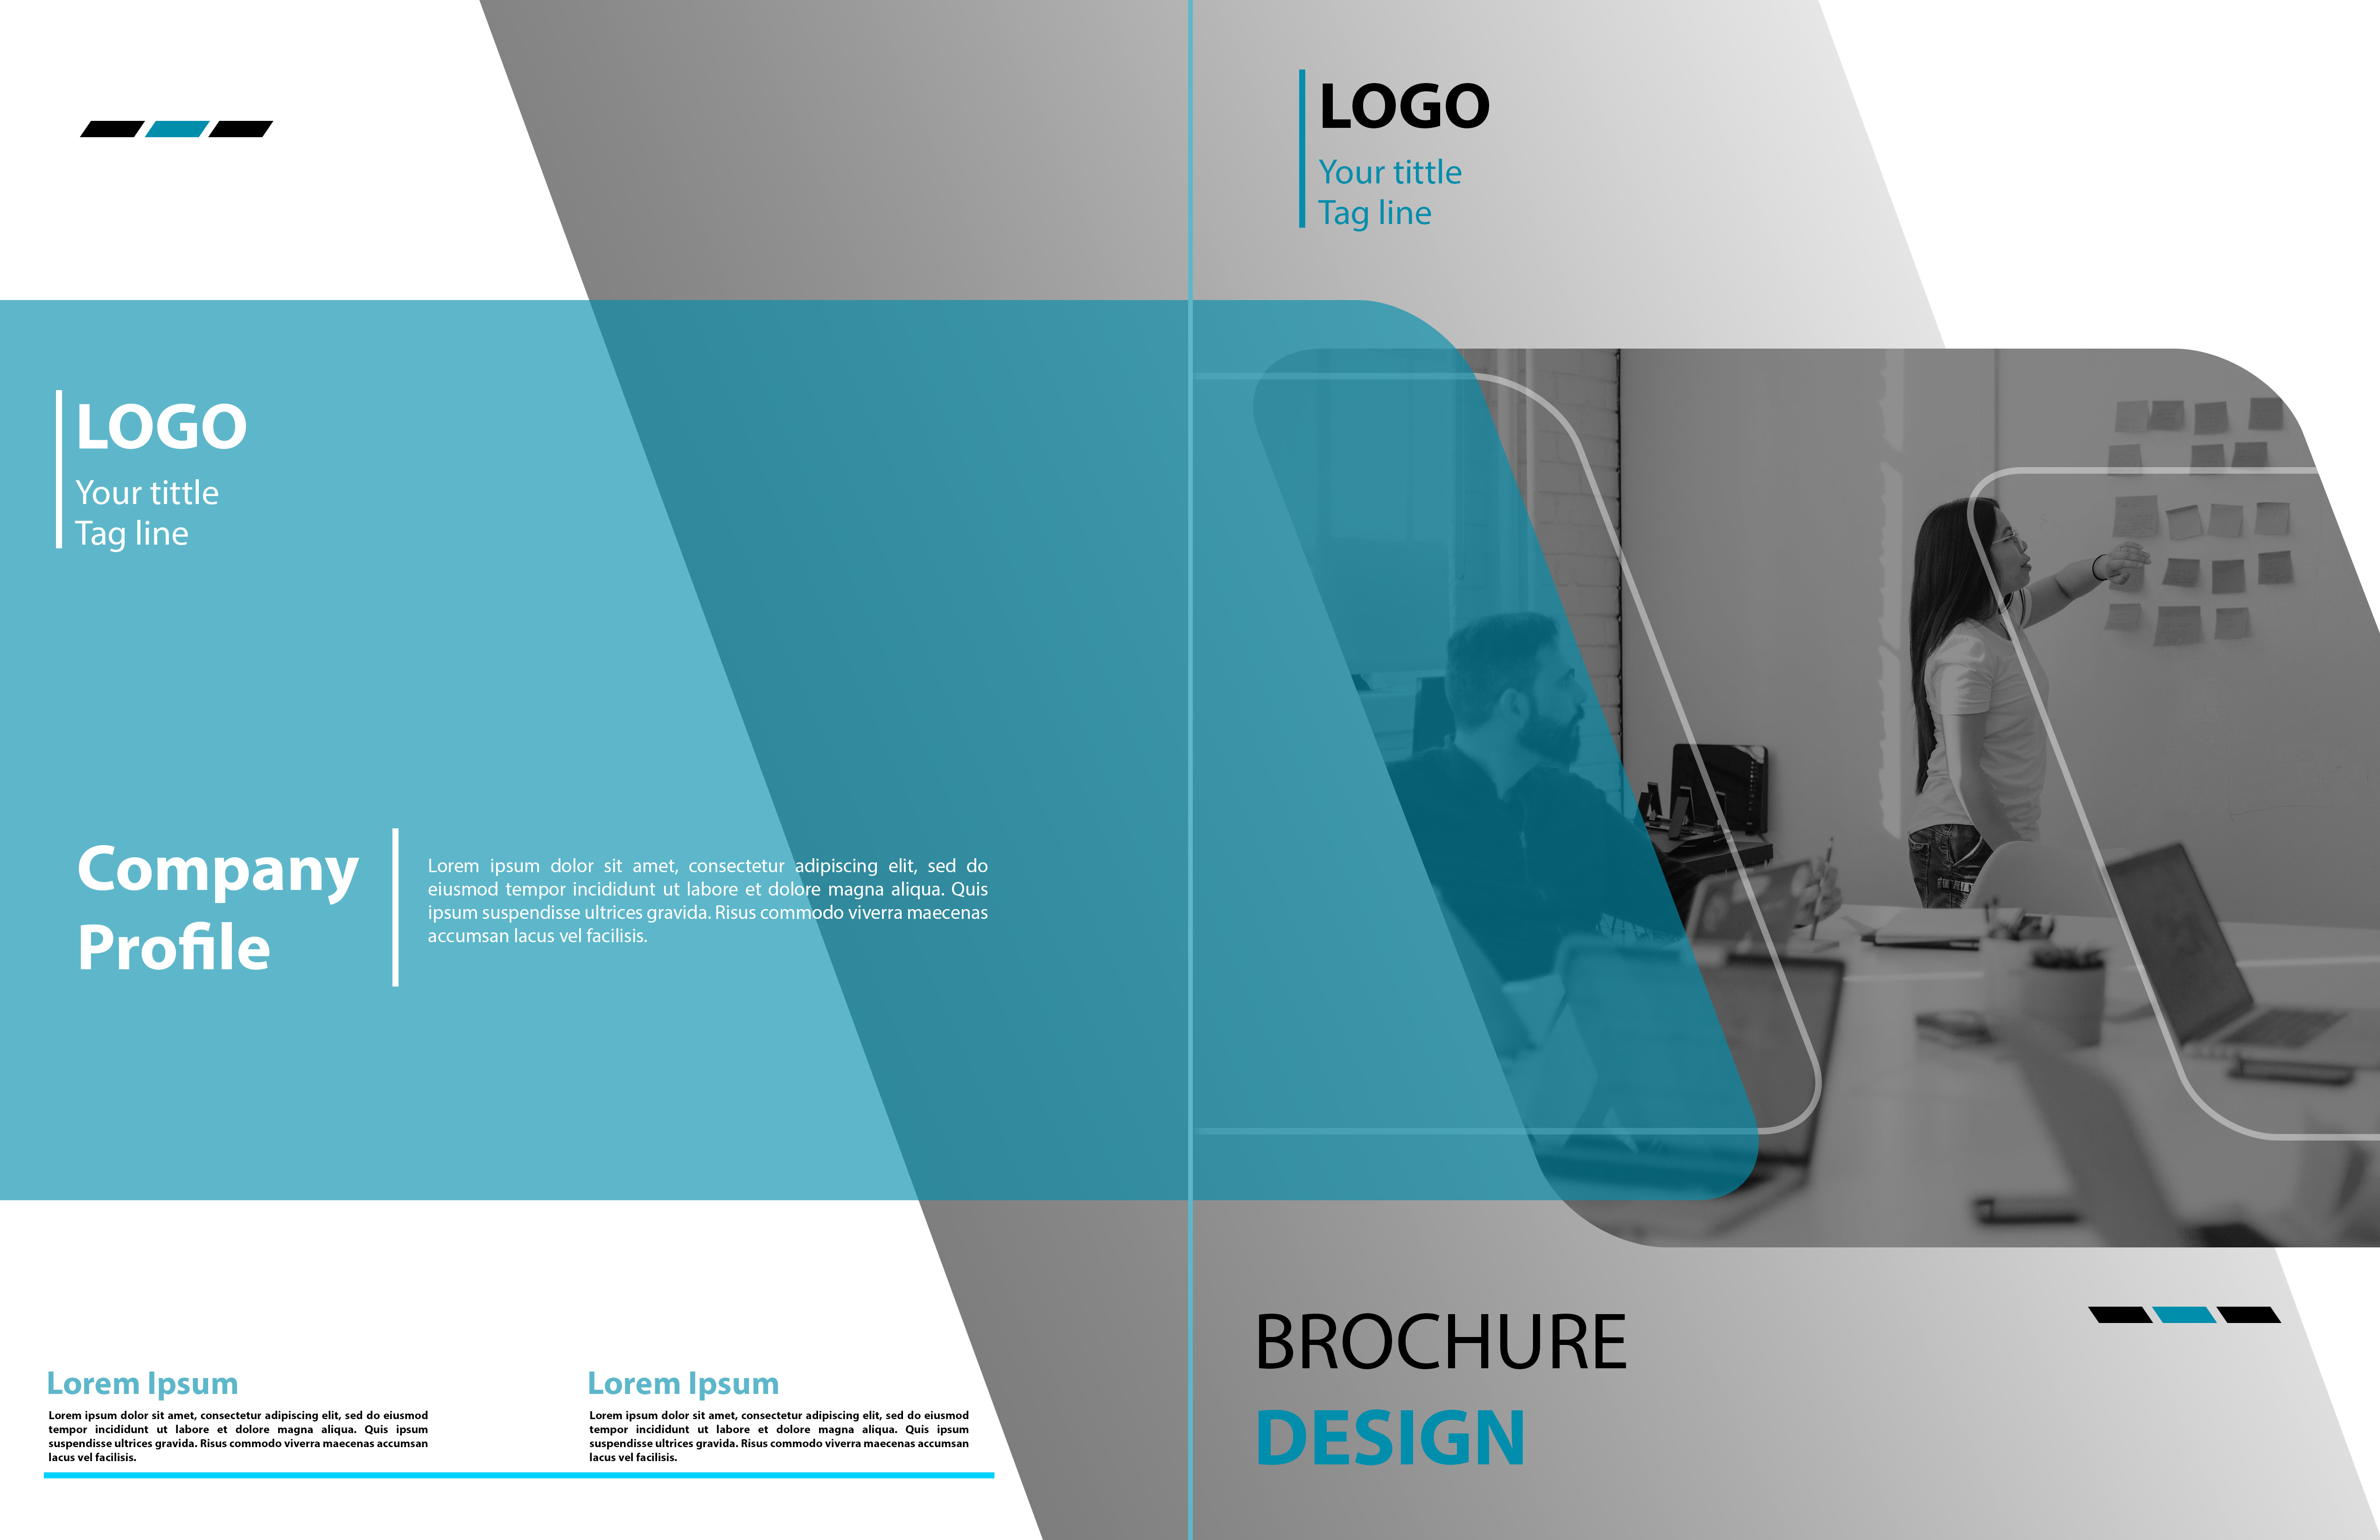 LOGO
Your tittle
Tag line
Company
Profile
Lorem ipsum dolor sit amet, consectetur adipiscing elit, sed do
eiusmod tempor incididunt ut labore et dolore magna aliqua. Quis
ipsum suspendisse ultrices gravida. Risus commodo viverra maecenas
accumsan lacus vel facilisis.
Lorem Ipsum
Lorem ipsum dolor sit amet, consectetur adipiscing elit, sed do eiusmod
tempor incididunt ut labore et dolore magna aliqua. Quis ipsum
suspendisse ultrices gravida. Risus commodo viverra maecenas accumsan
lacus vel facilisis.
Lorem Ipsum
Lorem ipsum dolor sit amet, consectetur adipiscing elit, sed do eiusmod
tempor incididunt ut labore et dolore magna aliqua. Quis ipsum
suspendisse ultrices gravida. Risus commodo viverra maecenas accumsan
lacus vel facilisis.
LOGO
Your tittle
Tag line
BROCHURE
DESIGN